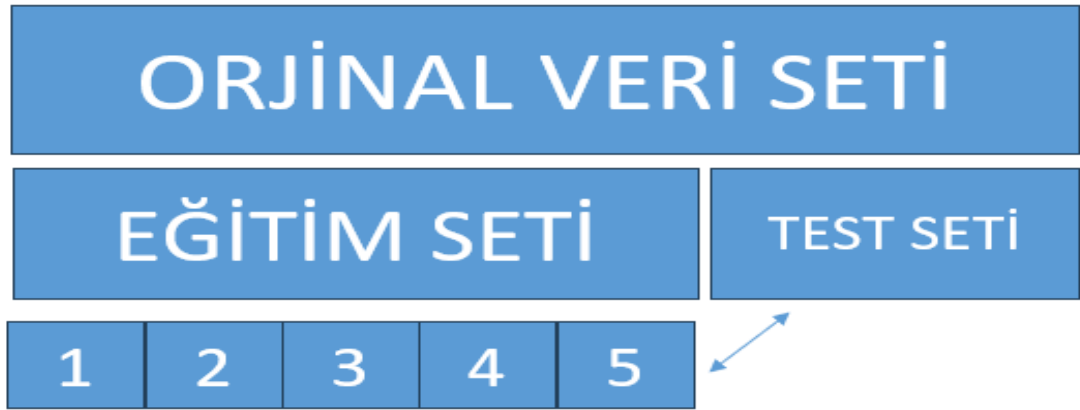 ORJİNAL VERİ SETİ
EĞİTİM SETİ
TEST SETİ
1 2 3 4 5